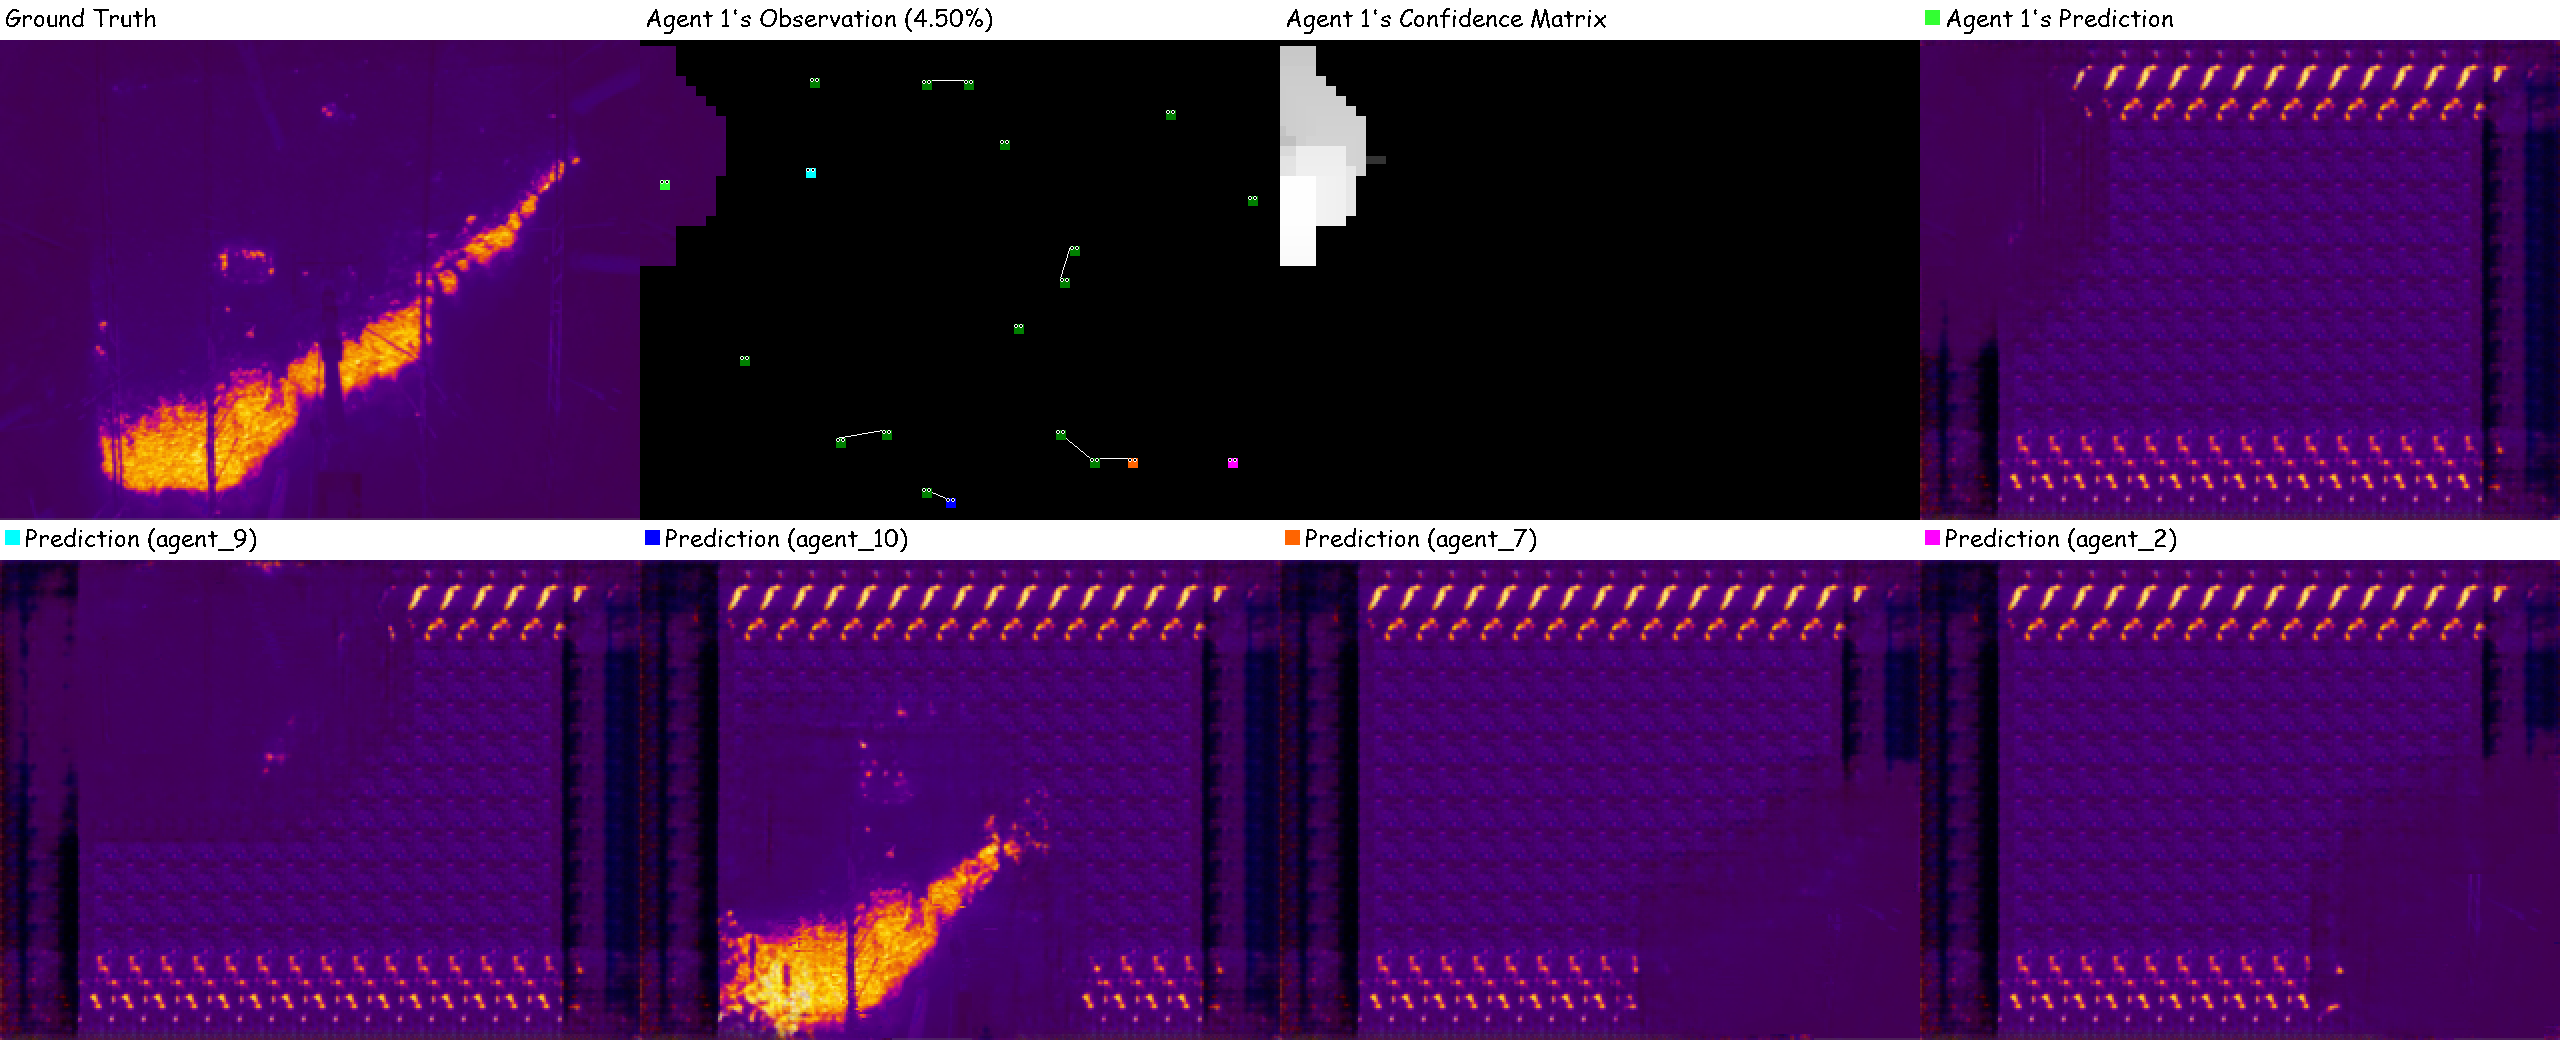 Ground Truth
Agent 1's Observation (4.50%)
Agent 1's Confidence Matrix
Agent 1's Prediction
Prediction (agent_9)
Prediction (agent_10)
Prediction (agent_7)
Prediction (agent_2)